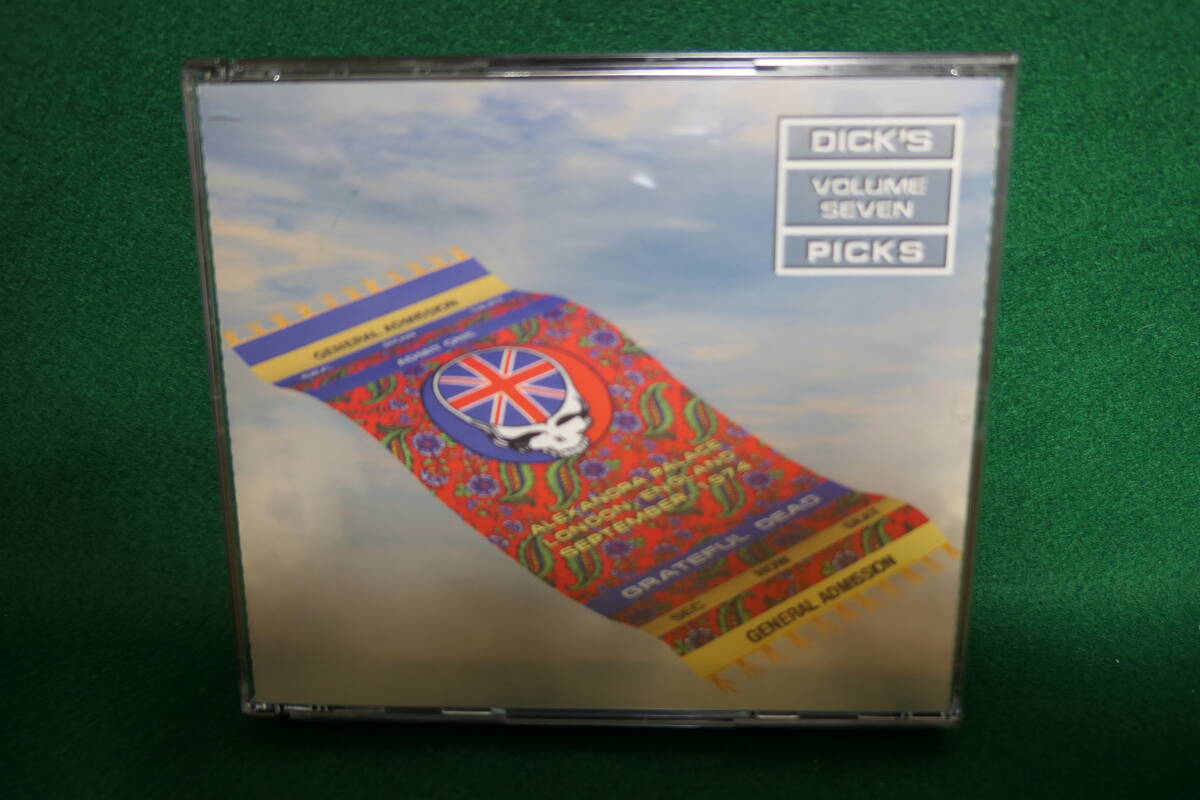 DICK'S
VOLUME
SEVEN
PICKS
GENERAL ADMISSION
ADMIT ONE
ALEXANDRA PALACE
LONDON, ENGLAND
SEPTEMBER 1974
GRATEFUL DEAD
SEC ROW SEAT
GENERAL ADMISSION